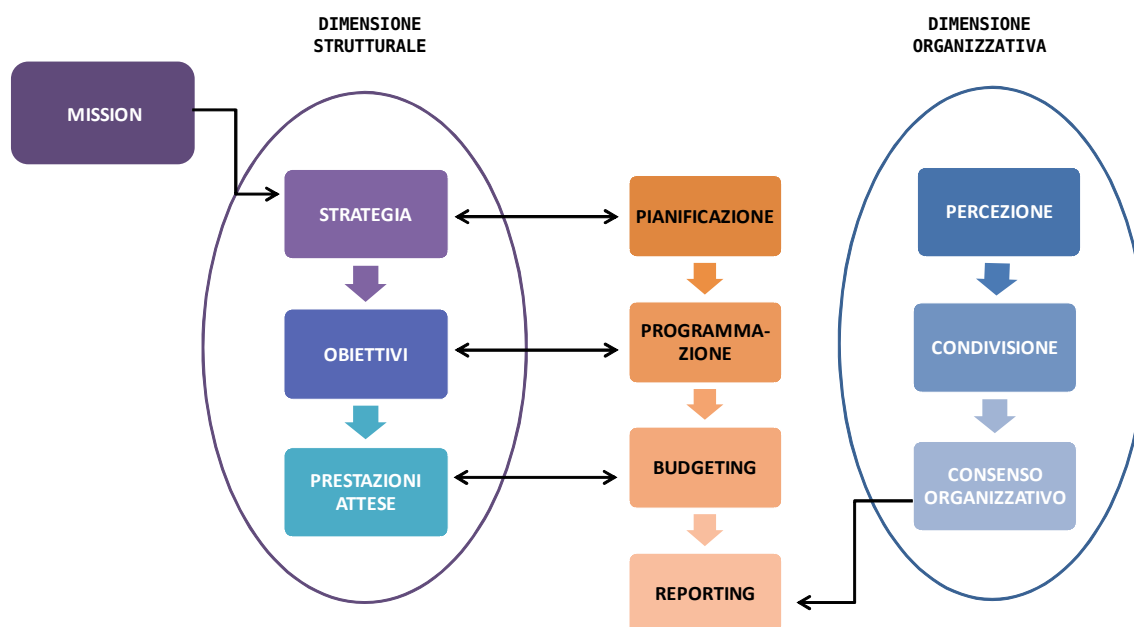 DIMENSIONE
STRUTTURALE
DIMENSIONE
ORGANIZZATIVA
MISSION
STRATEGIA
PIANIFICAZIONE
PERCEZIONE
OBIETTIVI
PROGRAMMA-
ZIONE
CONDIVISIONE
PRESTAZIONI
ATTESE
BUDGETING
CONSENSO
ORGANIZZATIVO
REPORTING